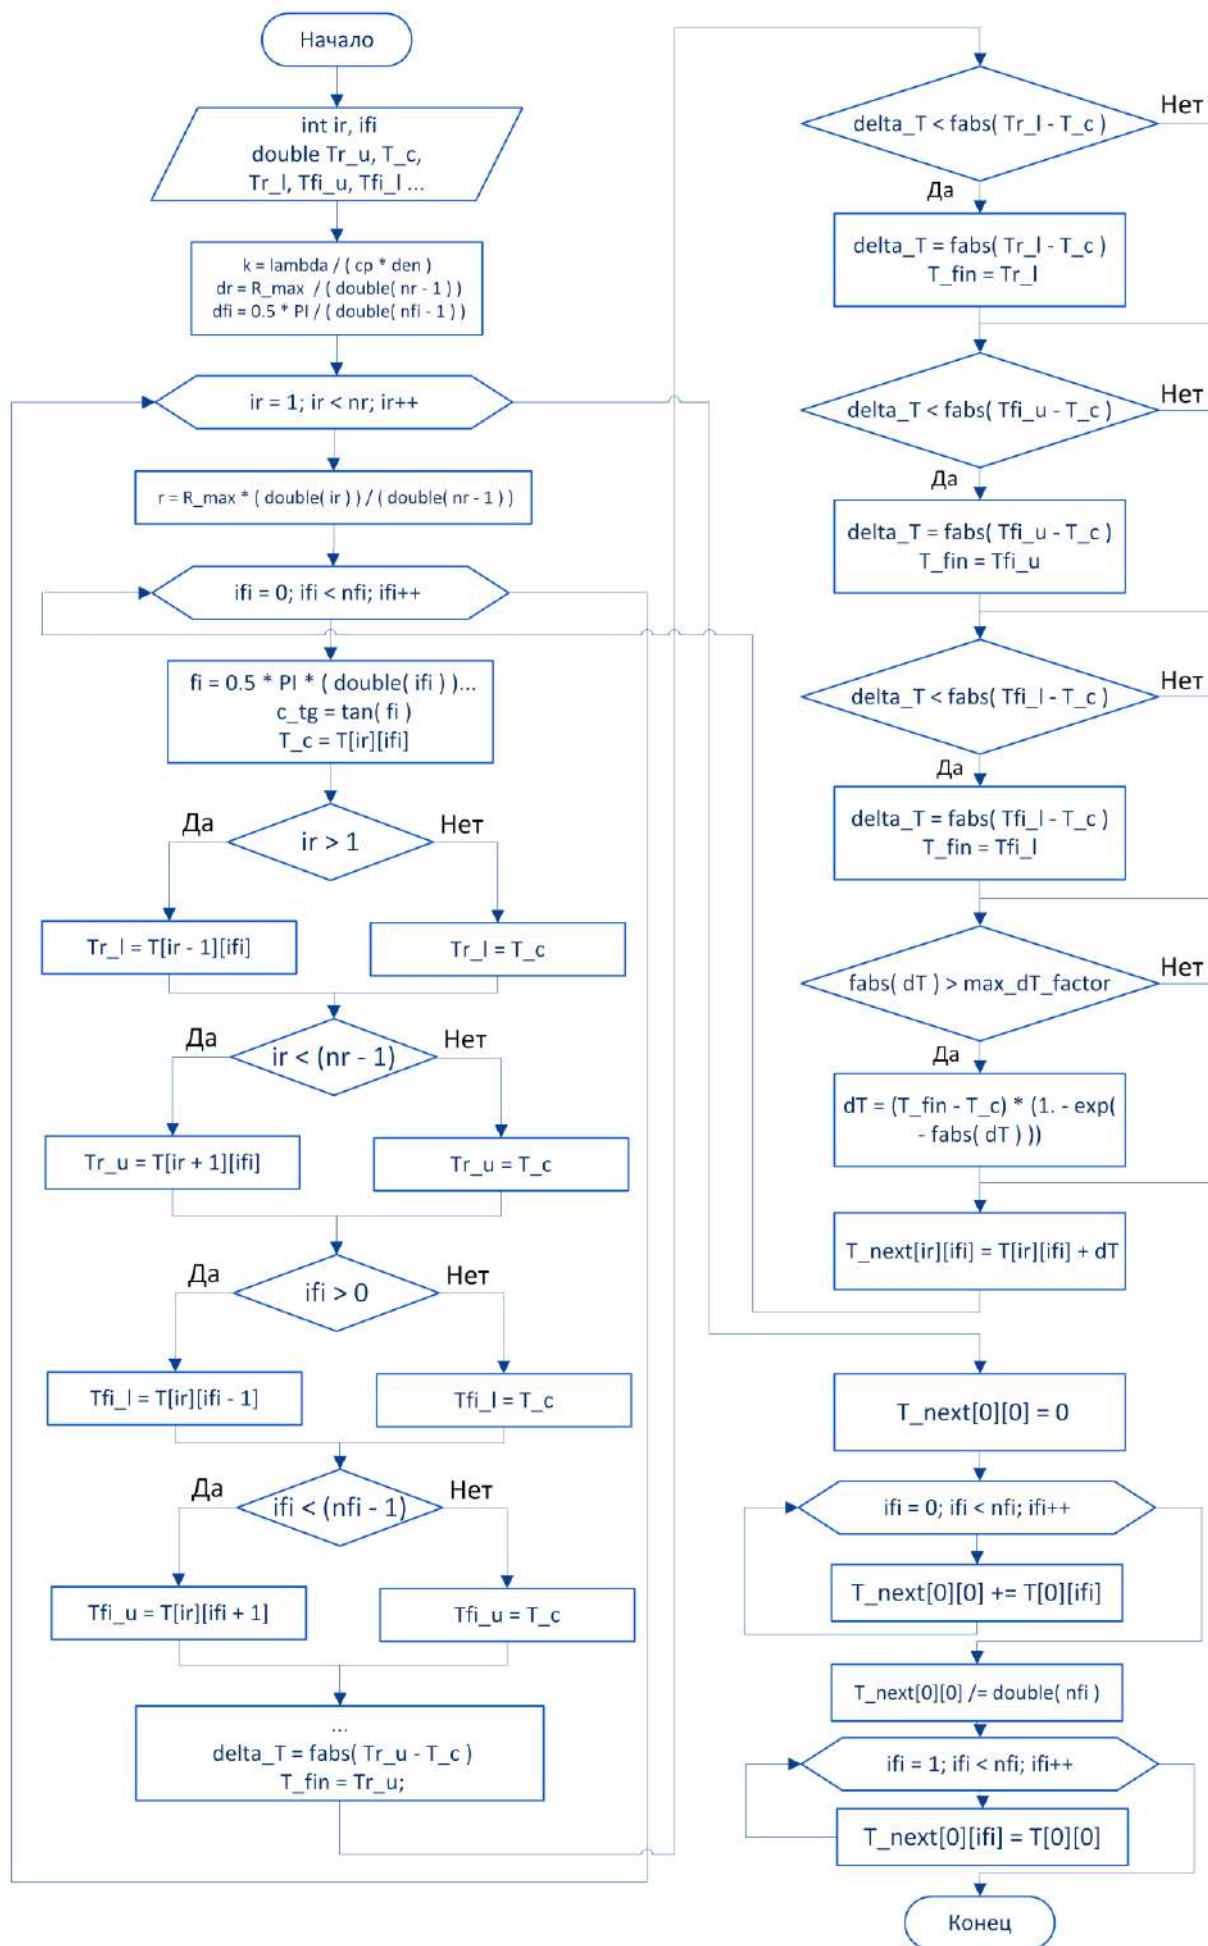 Начало
int ir, ifi
double Tr_u, T_c,
Tr_l, Tfi_u, Tfi_l ...
k = lambda / ( cp * den )
dr = R_max / ( double( nr - 1 ) )
dfi = 0.5 * PI / ( double( nfi - 1 ) )
ir = 1; ir < nr; ir++
r = R_max * ( double( ir ) ) / ( double( nr - 1 ) )
ifi = 0; ifi < nfi; ifi++
fi = 0.5 * PI * ( double( ifi ) )...
c_tg = tan( fi )
T_c = T[ir][ifi]
Да
Нет
ir > 1
Tr_l = T[ir - 1][ifi]
Tr_l = T_c
Да
Нет
ir < (nr - 1)
Tr_u = T[ir + 1][ifi]
Tr_u = T_c
Да
Нет
ifi > 0
Tfi_l = T[ir][ifi - 1]
Tfi_l = T_c
Да
Нет
ifi < (nfi - 1)
Tfi_u = T[ir][ifi + 1]
Tfi_u = T_c
...
delta_T = fabs( Tr_u - T_c )
T_fin = Tr_u;
Нет
delta_T < fabs( Tr_l - T_c )
Да
delta_T = fabs( Tr_l - T_c )
T_fin = Tr_l
Нет
delta_T < fabs( Tfi_u - T_c )
Да
delta_T = fabs( Tfi_u - T_c )
T_fin = Tfi_u
Нет
delta_T < fabs( Tfi_l - T_c )
Да
delta_T = fabs( Tfi_l - T_c )
T_fin = Tfi_l
Нет
fabs( dT ) > max_dT_factor
Да
dT = (T_fin - T_c) * (1. - exp(
- fabs( dT ) ))
T_next[ir][ifi] = T[ir][ifi] + dT
T_next[0][0] = 0
ifi = 0; ifi < nfi; ifi++
T_next[0][0] += T[0][ifi]
T_next[0][0] /= double( nfi )
ifi = 1; ifi < nfi; ifi++
T_next[0][ifi] = T[0][0]
Конец